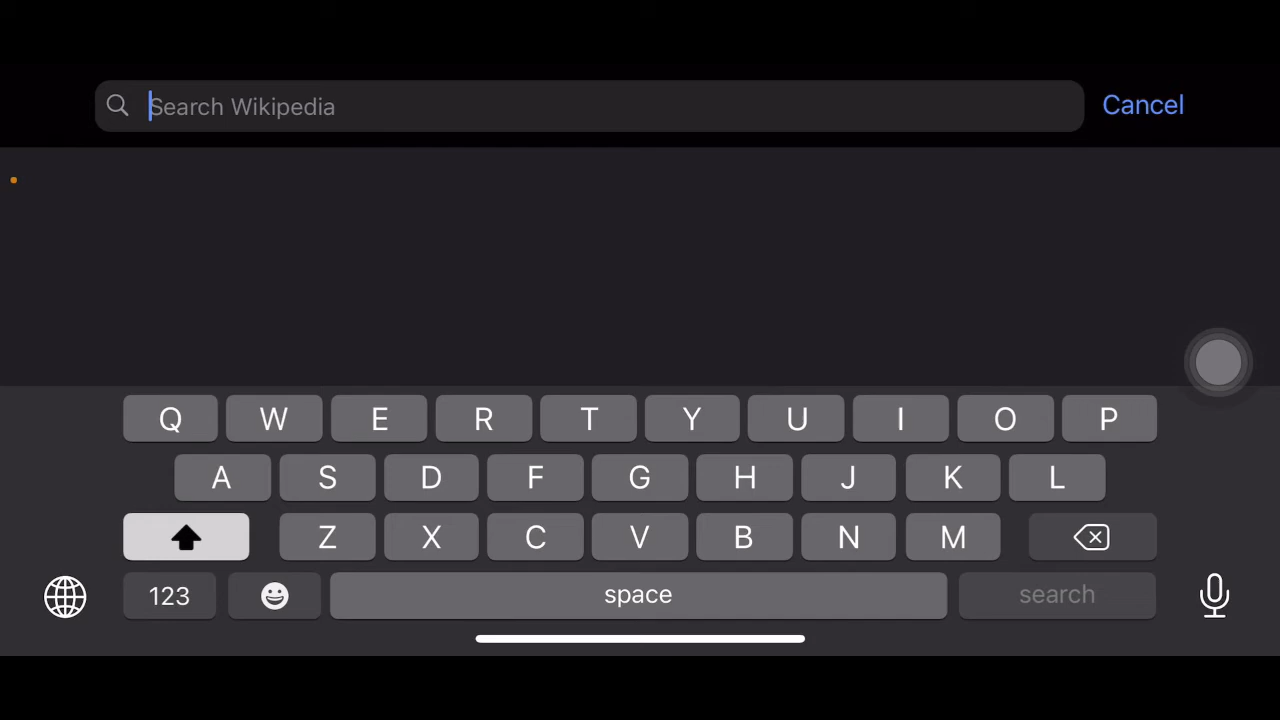 Search Wikipedia
Cancel
Q W E R T Y U I O P
A S D F G H J K L
Z X C V B N M
123 space search